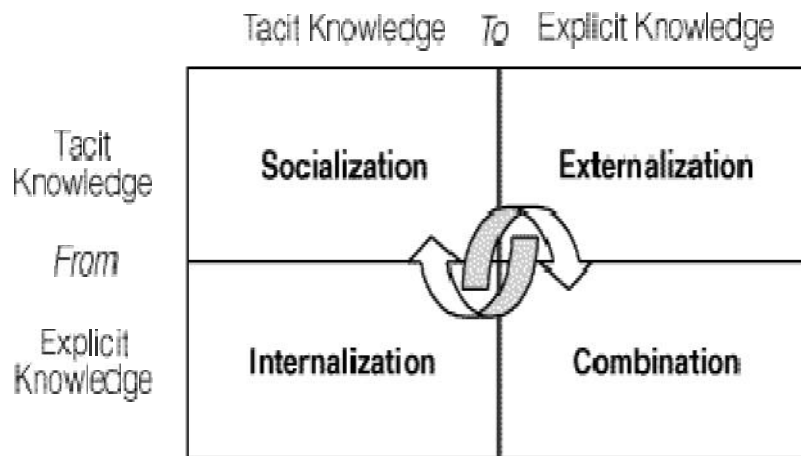 Tacit Knowledge To Explicit Knowledge
Tacit
Knowledge
Socialization
Externalization
From
Explicit
Knowledge
Internalization
Combination